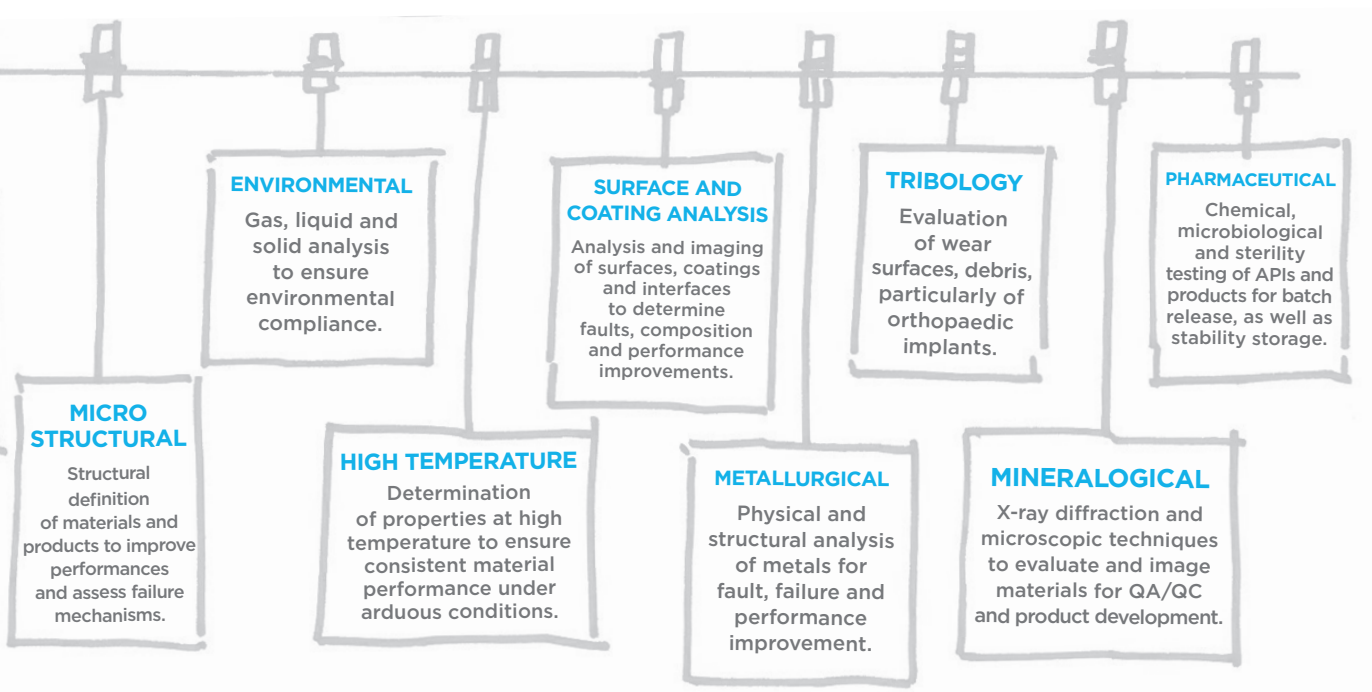 MICRO
STRUCTURAL
Structural
definition
of materials and
products to improve
performances
and assess failure
mechanisms.
ENVIRONMENTAL
Gas, liquid and
solid analysis
to ensure
environmental
compliance.
HIGH TEMPERATURE
Determination
of properties at high
temperature to ensure
consistent material
performance under
arduous conditions.
SURFACE AND
COATING ANALYSIS
Analysis and imaging
of surfaces, coatings
and interfaces
to determine
faults, composition
and performance
improvements.
METALLURGICAL
Physical and
structural analysis
of metals for
fault, failure and
performance
improvement.
TRIBOLOGY
Evaluation
of wear
surfaces, debris,
particularly of
orthopaedic
implants.
MINERALOGICAL
X-ray diffraction and
microscopic techniques
to evaluate and image
materials for QA/QC
and product development.
PHARMACEUTICAL
Chemical,
microbiological
and sterility
testing of APIs and
products for batch
release, as well as
stability storage.